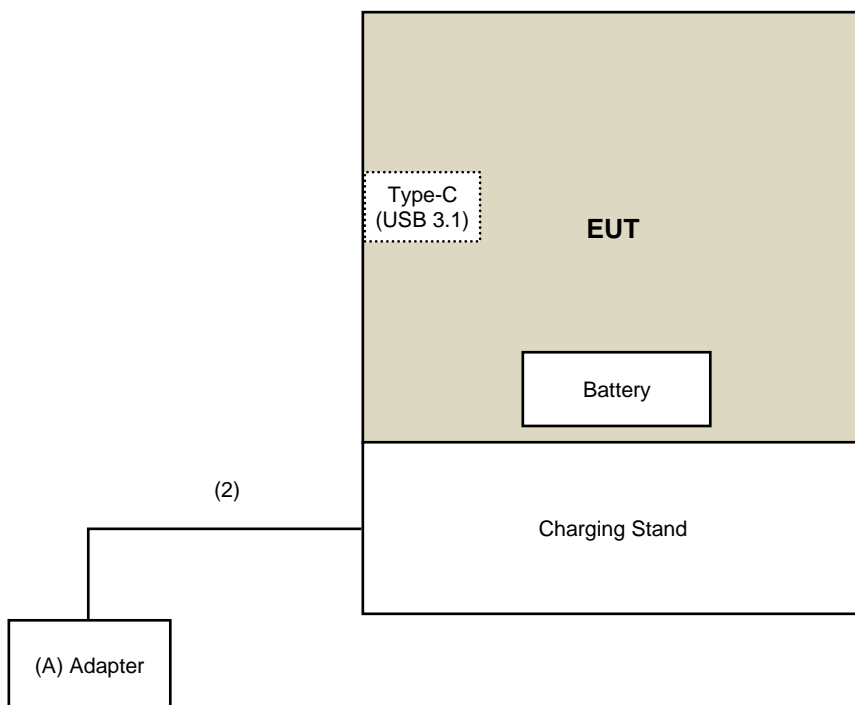 Type-C
(USB 3.1)
EUT
Battery
(2)
Charging Stand
(A) Adapter